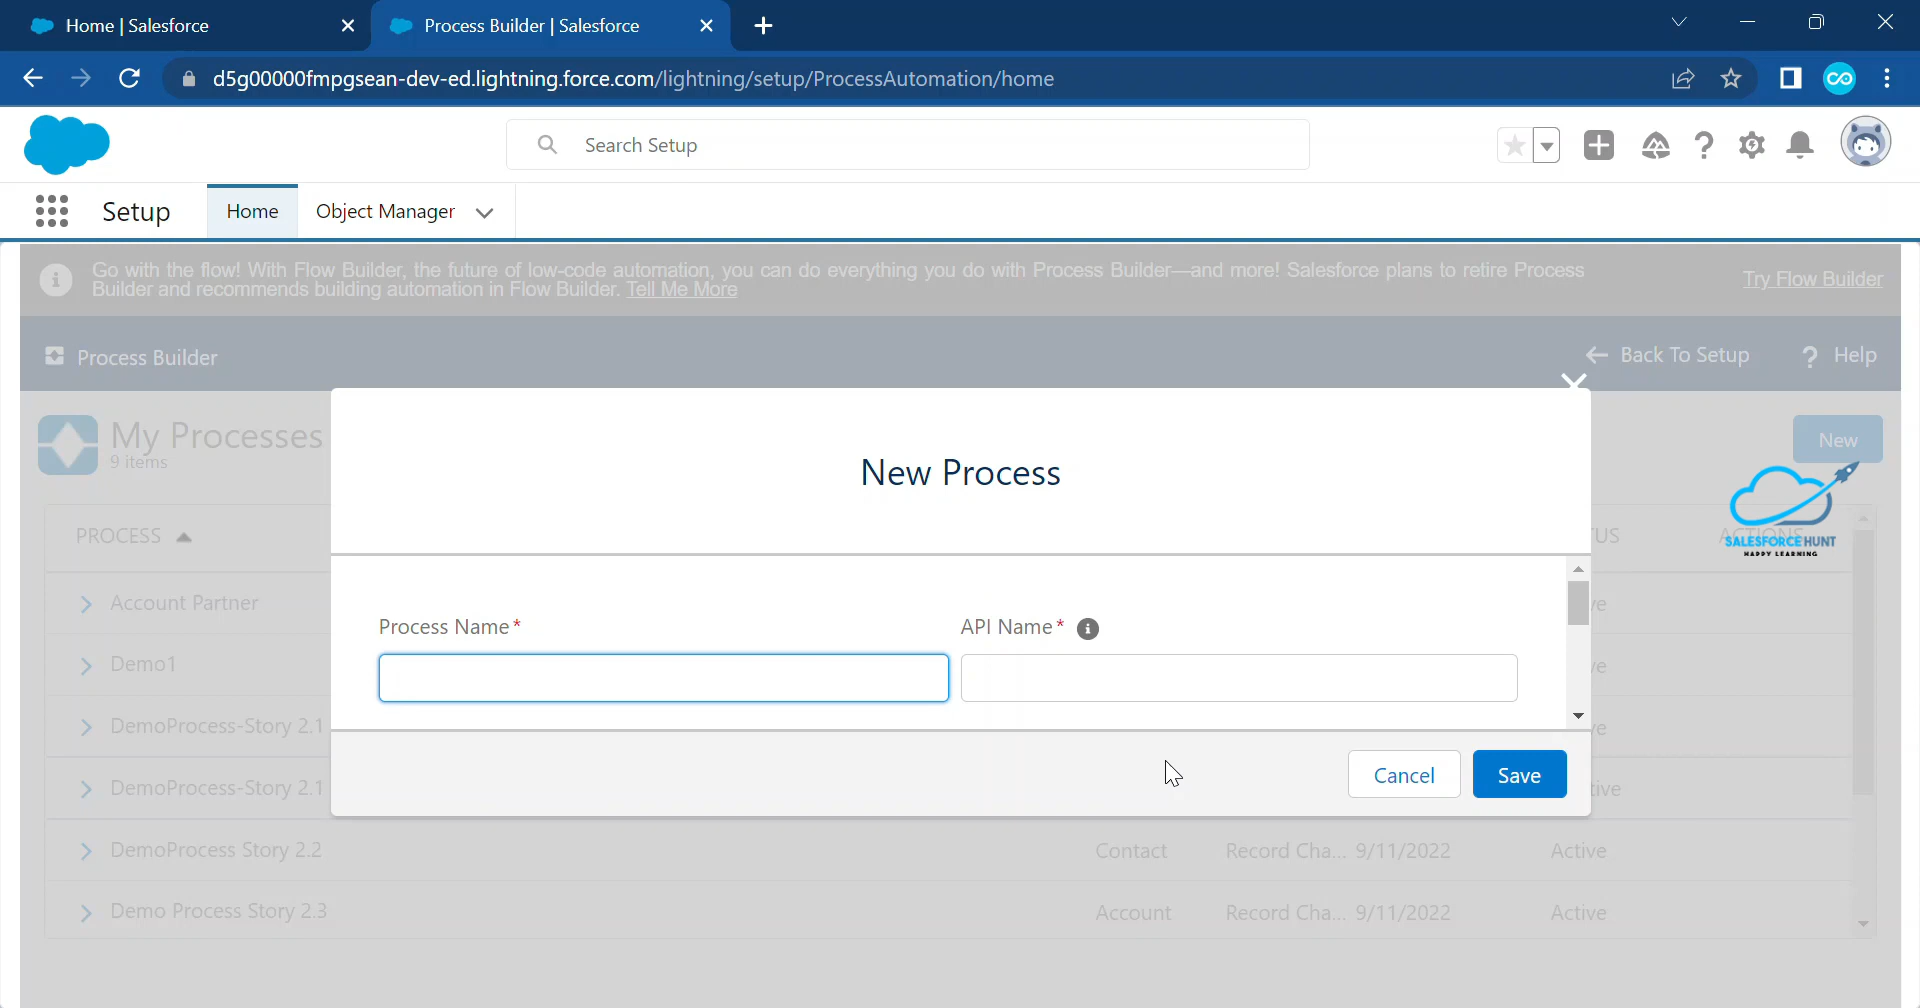 Home | Salesforce
Process Builder | Salesforce
d5g00000fmpgsean-dev-ed.lightning.force.com/lightning/setup/ProcessAutomation/home
Search Setup
Setup
Home
Object Manager
Go with the flow! With Flow Builder, the future of low-code automation, you can do everything you do with Process Builder—and more! Salesforce plans to retire Process
Builder and recommends building automation in Flow Builder. Tell Me More
Try Flow Builder
Process Builder
Back To Setup
? Help
My Processes
9 items
New
New Process
PROCESS
US
ACTIONS
SALESFORCE HUNT
HAPPY LEARNING
Account Partner
ve
Process Name*
API Name*
Demo1
ve
DemoProcess-Story 2.1
ve
DemoProcess-Story 2.1
tive
Cancel
Save
DemoProcess Story 2.2
Contact
Record Cha... 9/11/2022
Active
Demo Process Story 2.3
Account
Record Cha... 9/11/2022
Active